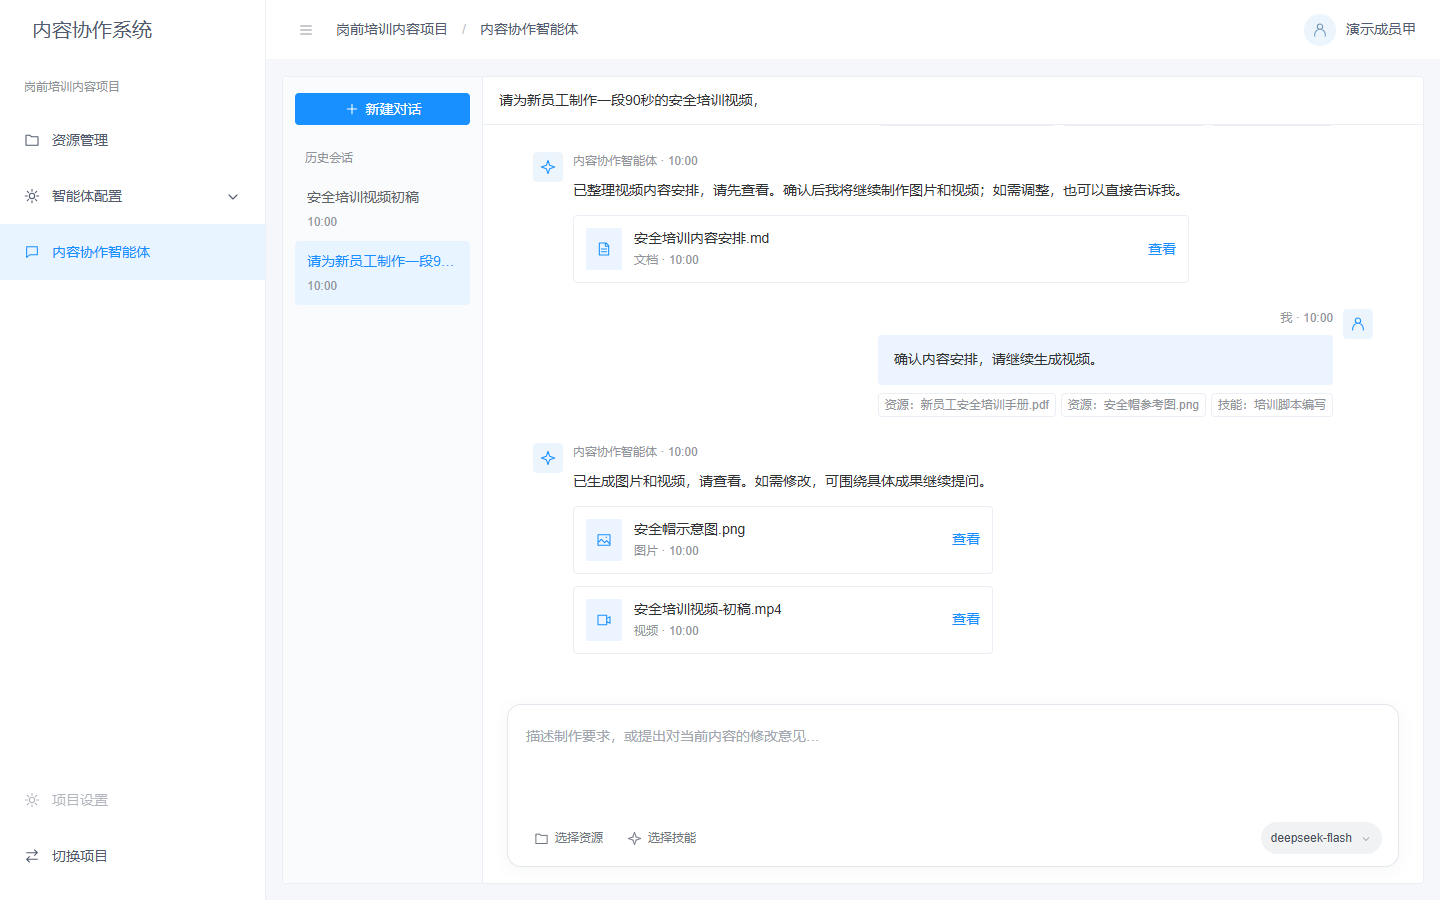 内容协作系统
岗前培训内容项目 / 内容协作智能体
演示成员甲
岗前培训内容项目
资源管理
智能体配置
内容协作智能体
项目设置
切换项目
新建对话
历史会话
安全培训视频初稿
10:00
请为新员工制作一段9...
10:00
请为新员工制作一段90秒的安全培训视频，
内容协作智能体 · 10:00
已整理视频内容安排，请先查看。确认后我将继续制作图片和视频；如需调整，也可以直接告诉我。
安全培训内容安排.md
文档 · 10:00
查看
我 · 10:00
确认内容安排，请继续生成视频。
资源：新员工安全培训手册.pdf
资源：安全帽参考图.png
技能：培训脚本编写
内容协作智能体 · 10:00
已生成图片和视频，请查看。如需修改，可围绕具体成果继续提问。
安全帽示意图.png
图片 · 10:00
查看
安全培训视频-初稿.mp4
视频 · 10:00
查看
描述制作要求，或提出对当前内容的修改意见...
选择资源
选择技能
deepseek-flash